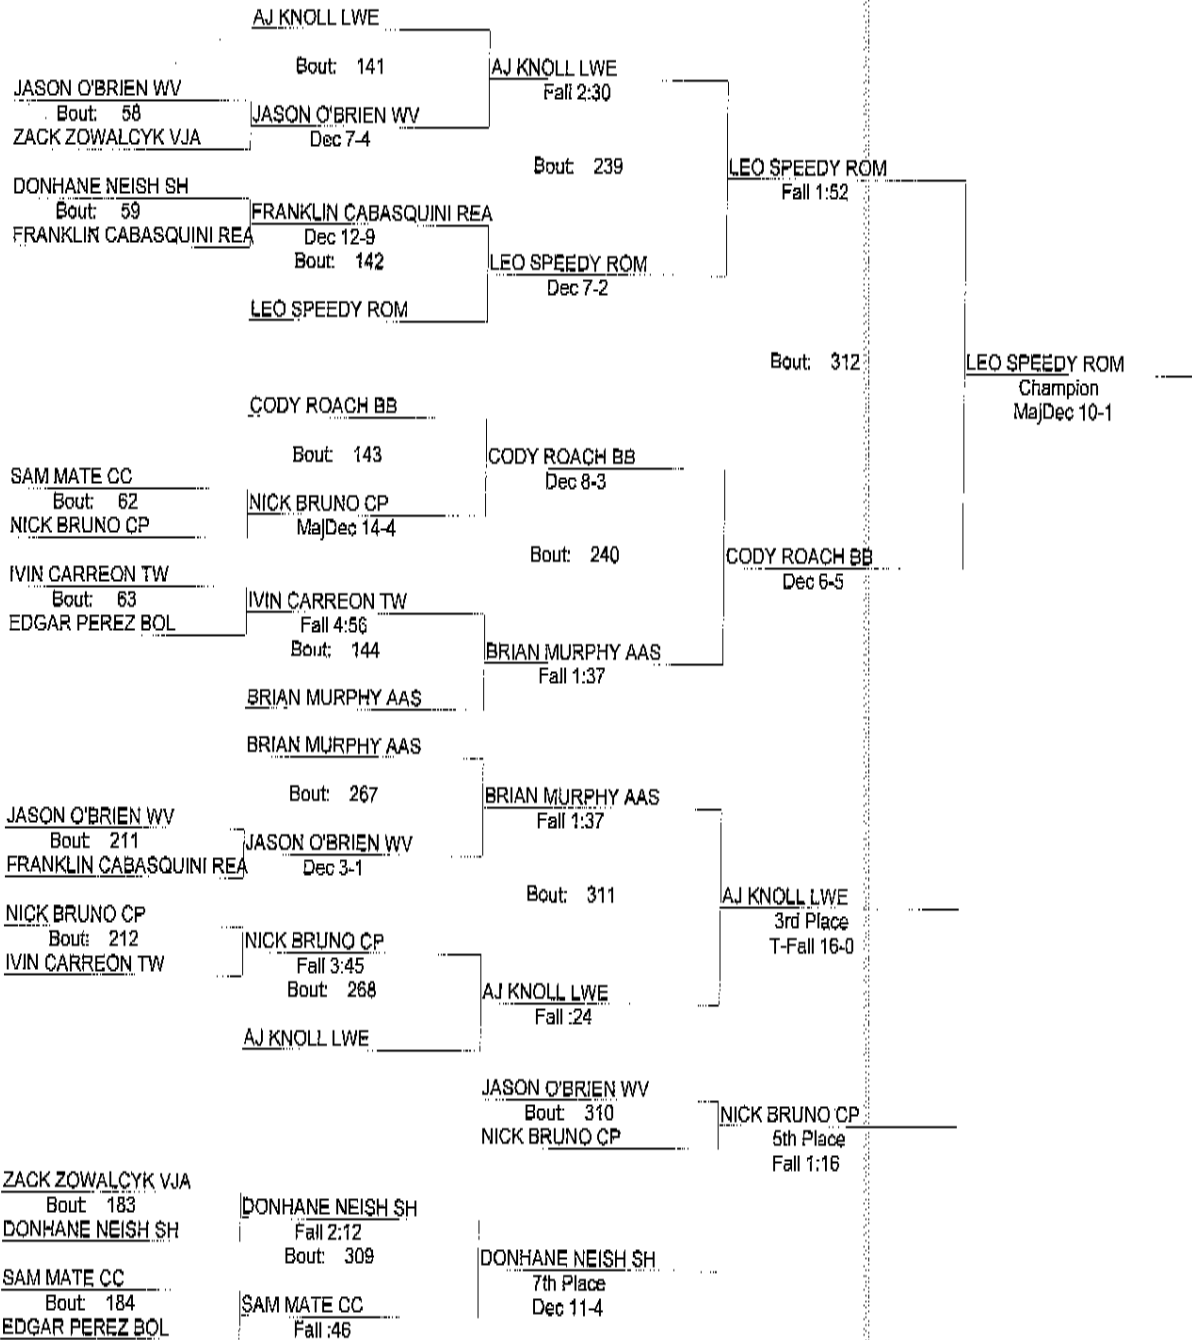 AJ KNOLL LWE
Bout: 141
AJ KNOLL LWE
Fall 2:30
JASON O'BRIEN WV
Bout: 58
ZACK ZOWALCYK VJA
JASON O'BRIEN WV
Dec 7-4
Bout: 239
LEO SPEEDY ROM
Fall 1:52
DONHANE NEISH SH
Bout: 59
FRANKLIN CABASQUINI REA
FRANKLIN CABASQUINI REA
Dec 12-9
Bout: 142
LEO SPEEDY ROM
Dec 7-2
LEO SPEEDY ROM
Bout: 312
LEO SPEEDY ROM
Champion
MajDec 10-1
CODY ROACH BB
Bout: 143
CODY ROACH BB
Dec 8-3
SAM MATE CC
Bout: 62
NICK BRUNO CP
NICK BRUNO CP
MajDec 14-4
Bout: 240
CODY ROACH BB
Dec 6-5
IVIN CARREON TW
Bout: 63
EDGAR PEREZ BOL
IVIN CARREON TW
Fall 4:56
Bout: 144
BRIAN MURPHY AAS
Fall 1:37
BRIAN MURPHY AAS
BRIAN MURPHY AAS
Bout: 267
BRIAN MURPHY AAS
Fall 1:37
JASON O'BRIEN WV
Bout: 211
FRANKLIN CABASQUINI REA
JASON O'BRIEN WV
Dec 3-1
Bout: 311
AJ KNOLL LWE
3rd Place
T-Fall 16-0
NICK BRUNO CP
Bout: 212
IVIN CARREON TW
NICK BRUNO CP
Fall 3:45
Bout: 268
AJ KNOLL LWE
Fall :24
AJ KNOLL LWE
JASON O'BRIEN WV
Bout: 310
NICK BRUNO CP
NICK BRUNO CP
5th Place
Fall 1:16
ZACK ZOWALCYK VJA
Bout: 183
DONHANE NEISH SH
DONHANE NEISH SH
Fall 2:12
Bout: 309
DONHANE NEISH SH
7th Place
Dec 11-4
SAM MATE CC
Bout: 184
EDGAR PEREZ BOL
SAM MATE CC
Fall :46